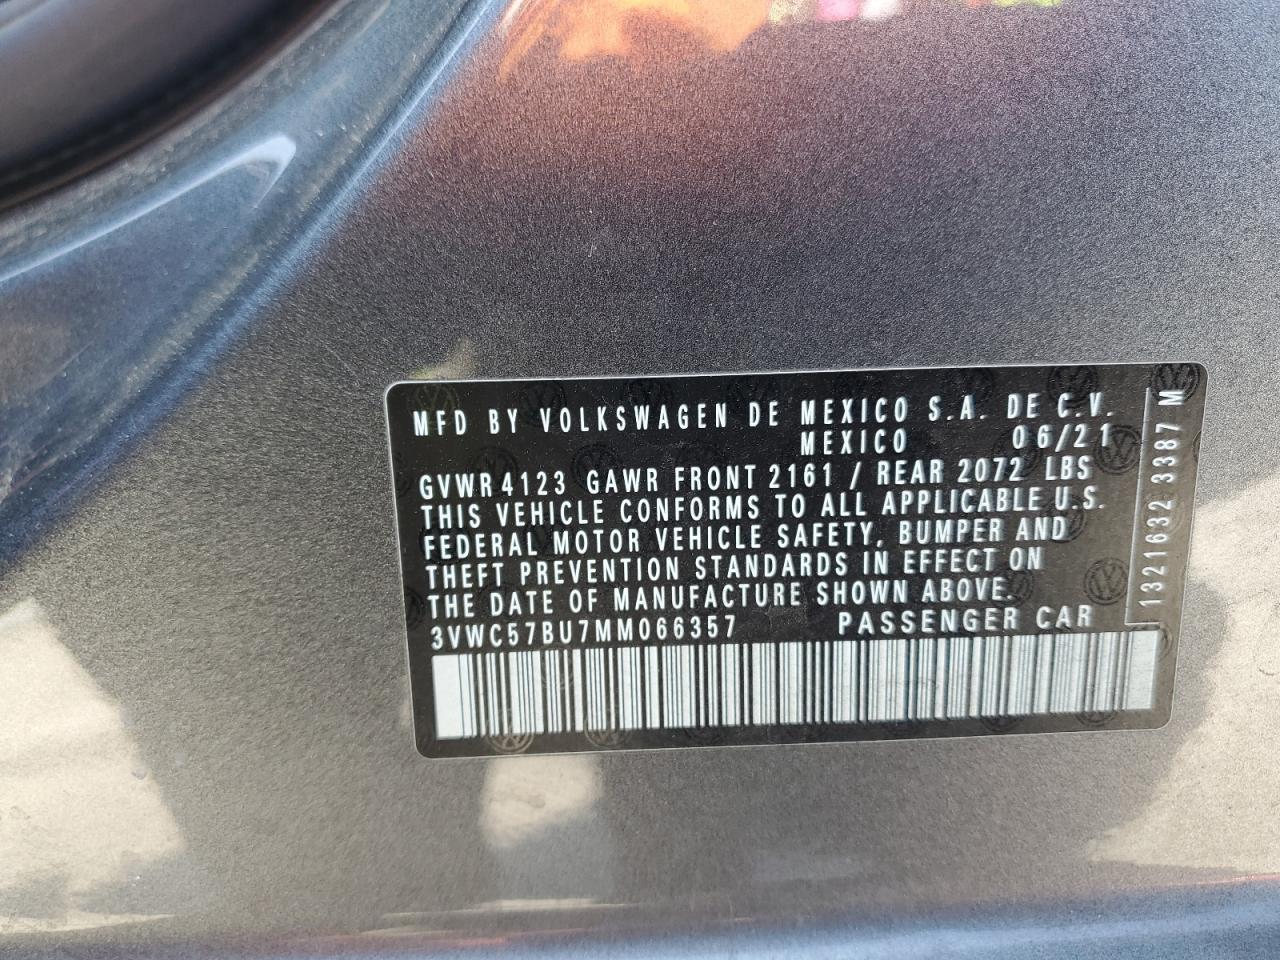 MFD BY VOLKSWAGEN DE MEXICO S.A. DE C.V.
MEXICO 06/21
GVWR 4123 GAWR FRONT 2161 / REAR 2072 LBS
THIS VEHICLE CONFORMS TO ALL APPLICABLE U.S.
FEDERAL MOTOR VEHICLE SAFETY, BUMPER AND
THEFT PREVENTION STANDARDS IN EFFECT ON
THE DATE OF MANUFACTURE SHOWN ABOVE.
3VWC57BU7MM066357 PASSENGER CAR
1321632 3387 M